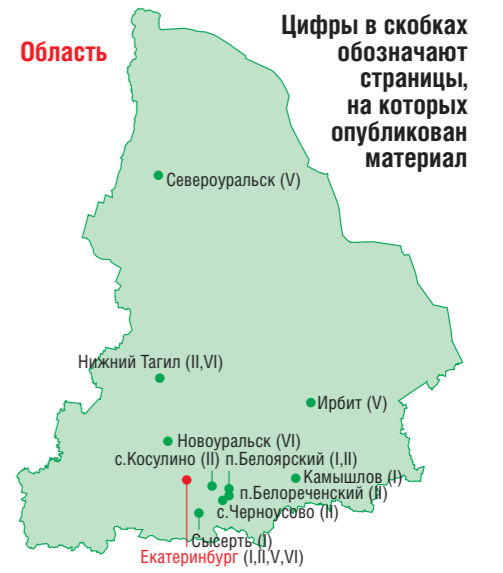 Область
Цифры в скобках
обозначают
страницы,
на которых
опубликован
материал
Североуральск (V)
Нижний Тагил (II,VI)
Ирбит (V)
Новоуральск (VI)
с.Косулино (II) п.Белоярский (I,II)
Камышлов (I)
п.Белореченский (II)
с.Черноусово (II)
Сысерть (I)
Екатеринбург (I,II,V,VI)